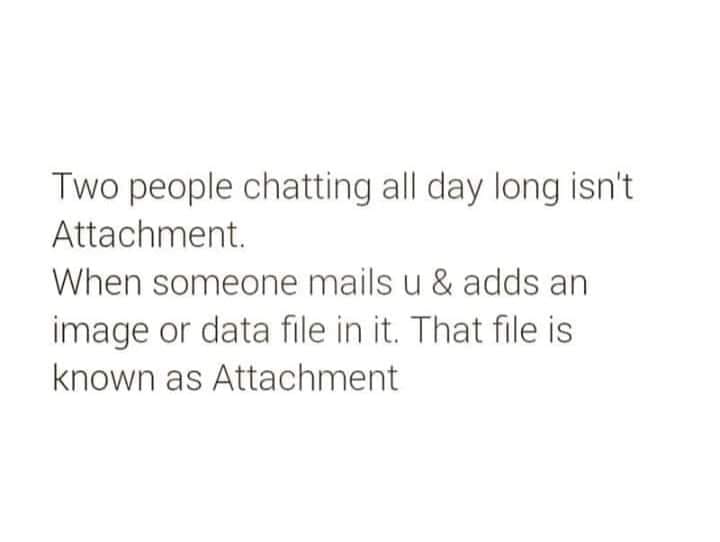 Two people chatting all day long isn't
Attachment.
When someone mails u & adds an
image or data file in it. That file is
known as Attachment